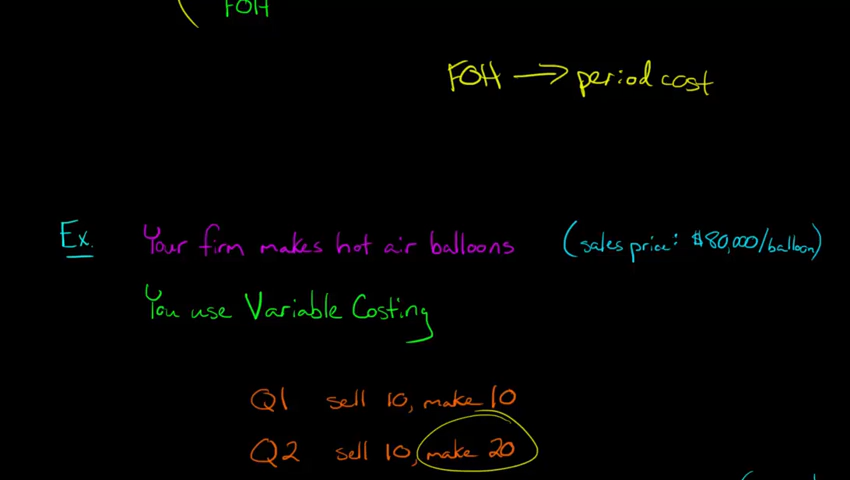 FOH
FOH → period cost
Ex. Your firm makes hot air balloons (sales price: $80,000/balloon)
You use Variable Costing
Q1 sell 10, make 10
Q2 sell 10, make 20